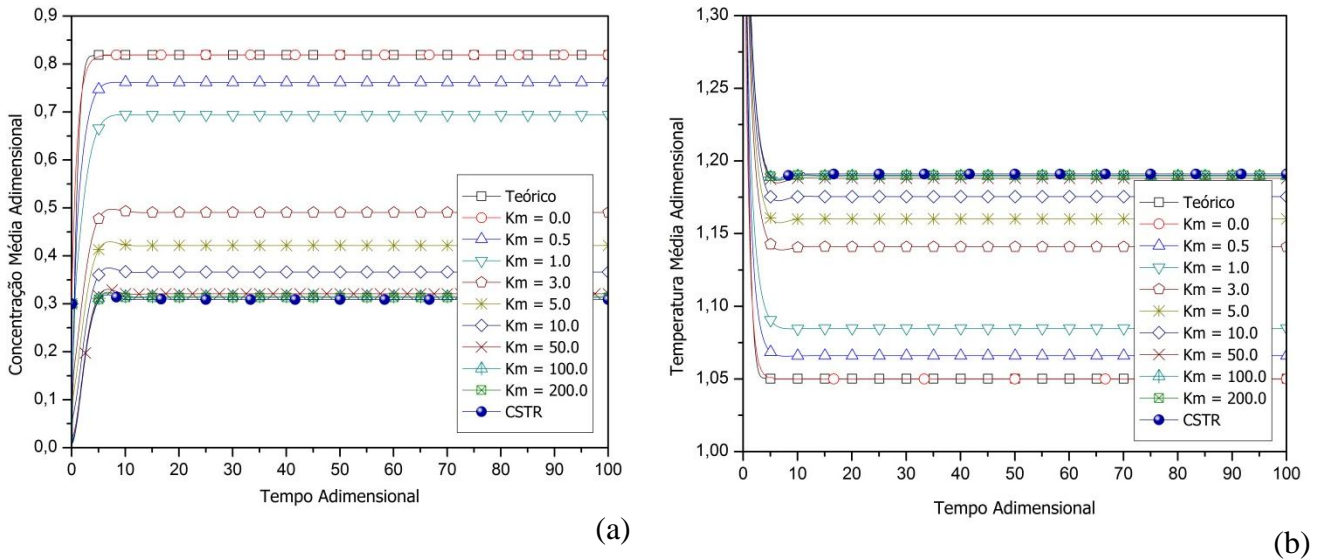 Concentração Média Adimensional
0,9
0,8
0,7
0,6
0,5
0,4
0,3
0,2
0,1
0,0
0 10 20 30 40 50 60 70 80 90 100
Tempo Adimensional
Teórico
Km = 0.0
Km = 0.5
Km = 1.0
Km = 3.0
Km = 5.0
Km = 10.0
Km = 50.0
Km = 100.0
Km = 200.0
CSTR
(a)
Temperatura Média Adimensional
1,30
1,25
1,20
1,15
1,10
1,05
1,00
0 10 20 30 40 50 60 70 80 90 100
Tempo Adimensional
Teórico
Km = 0.0
Km = 0.5
Km = 1.0
Km = 3.0
Km = 5.0
Km = 10.0
Km = 50.0
Km = 100.0
Km = 200.0
CSTR
(b)